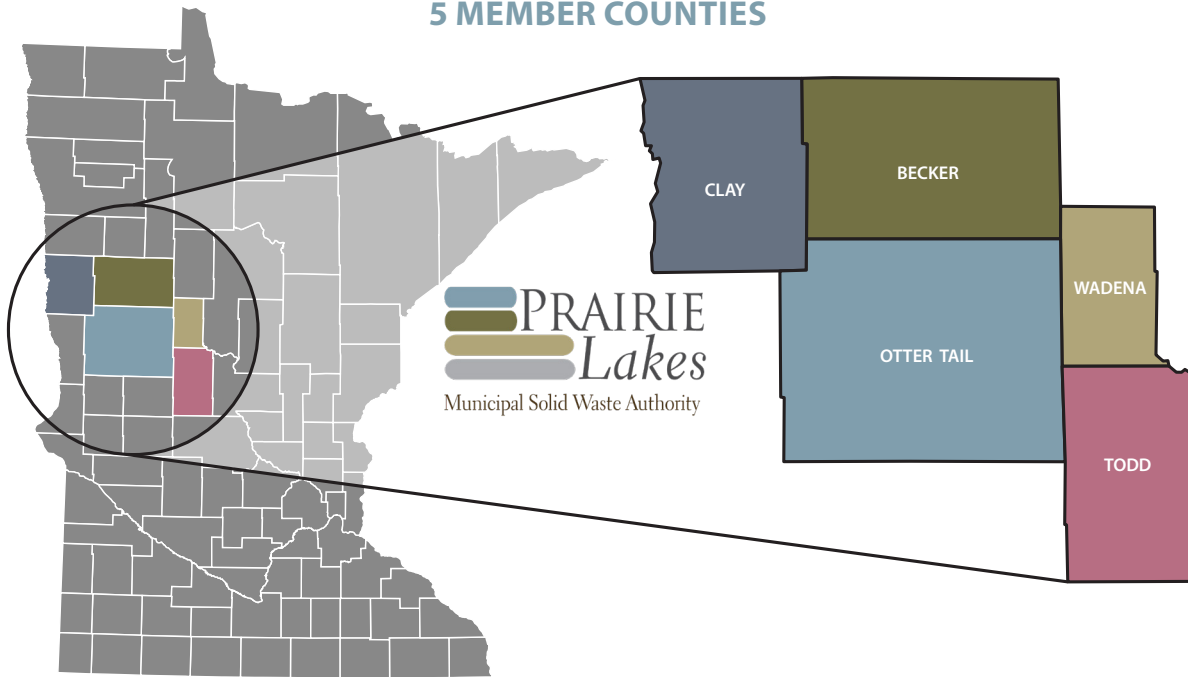 5 MEMBER COUNTIES
CLAY
BECKER
WADENA
OTTER TAIL
TODD
PRAIRIE
Lakes
Municipal Solid Waste Authority